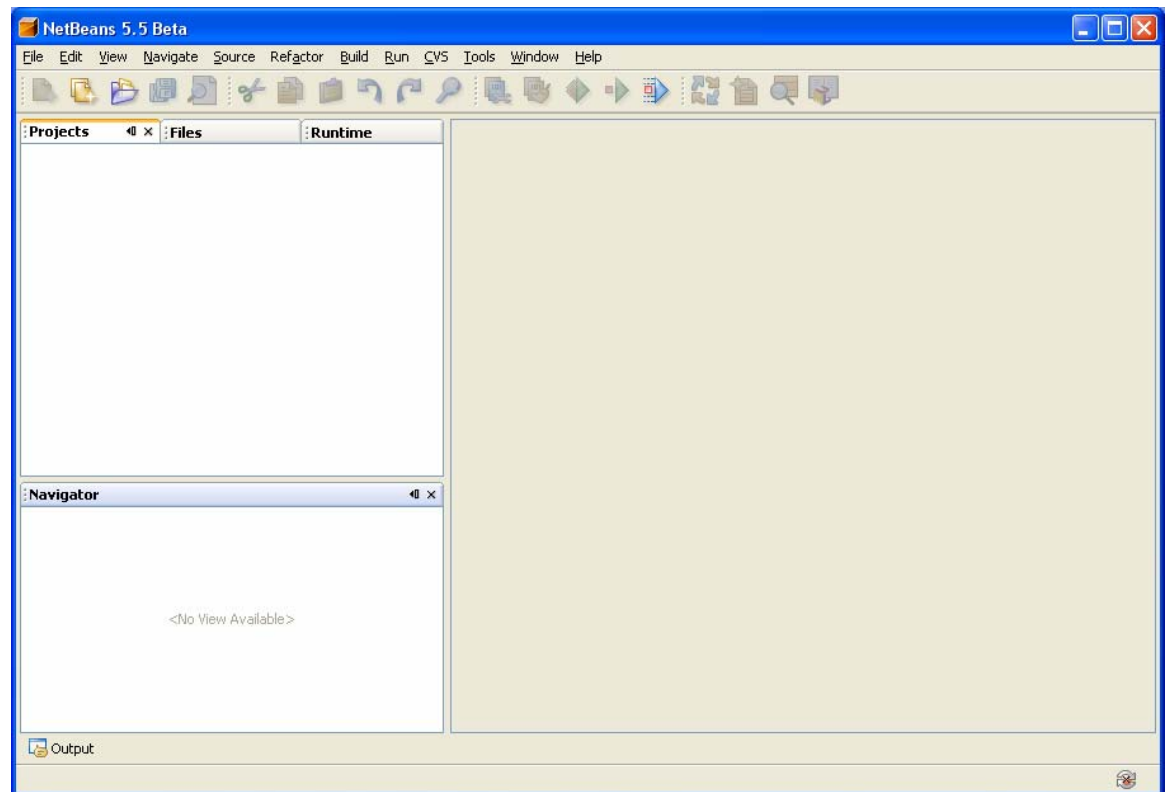 NetBeans 5.5 Beta
File Edit View Navigate Source Refactor Build Run CVS Tools Window Help
Projects Files Runtime
Navigator
<No View Available>
Output